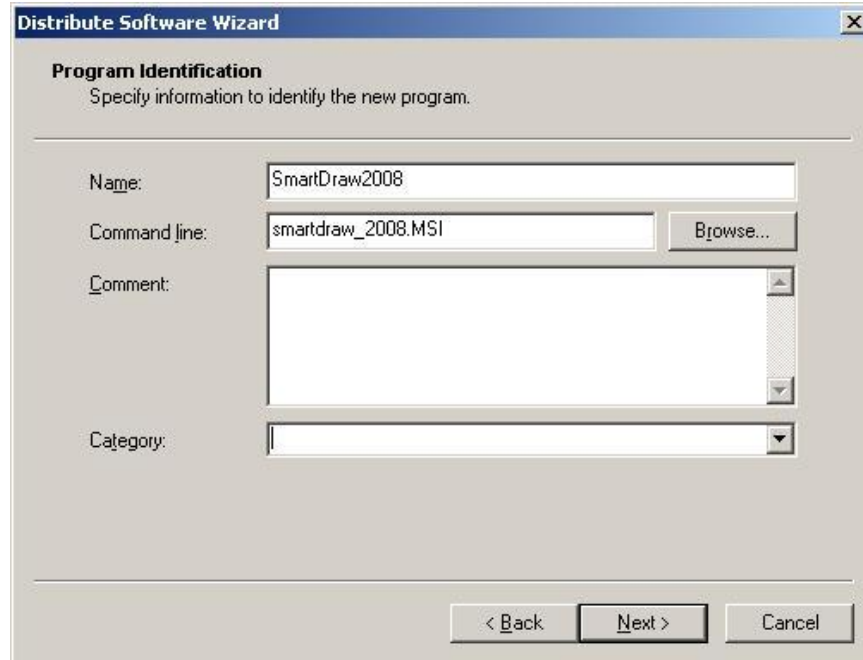 Distribute Software Wizard
Program Identification
Specify information to identify the new program.
Name: SmartDraw2008
Command line: smartdraw_2008.MSI Browse...
Comment:
Category:
< Back Next > Cancel